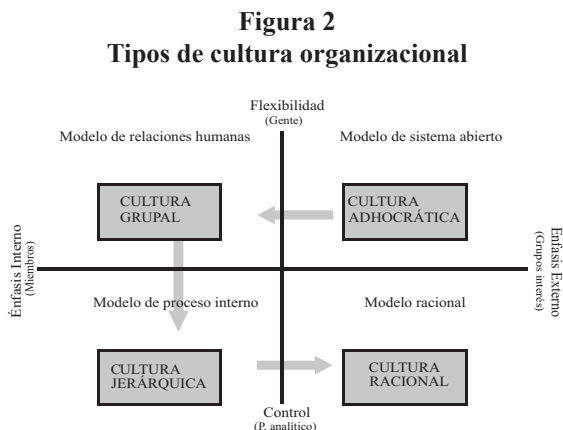 Figura 2
Tipos de cultura organizacional
Flexibilidad
(Gente)
Modelo de relaciones humanas
Modelo de sistema abierto
CULTURA
GRUPAL
CULTURA
ADHOCRÁTICA
Énfasis Interno
(Miembros)
Enfasis Externo
(Grupos interés)
Modelo de proceso interno
Modelo racional
CULTURA
JERÁRQUICA
CULTURA
RACIONAL
Control
(P. analítico)